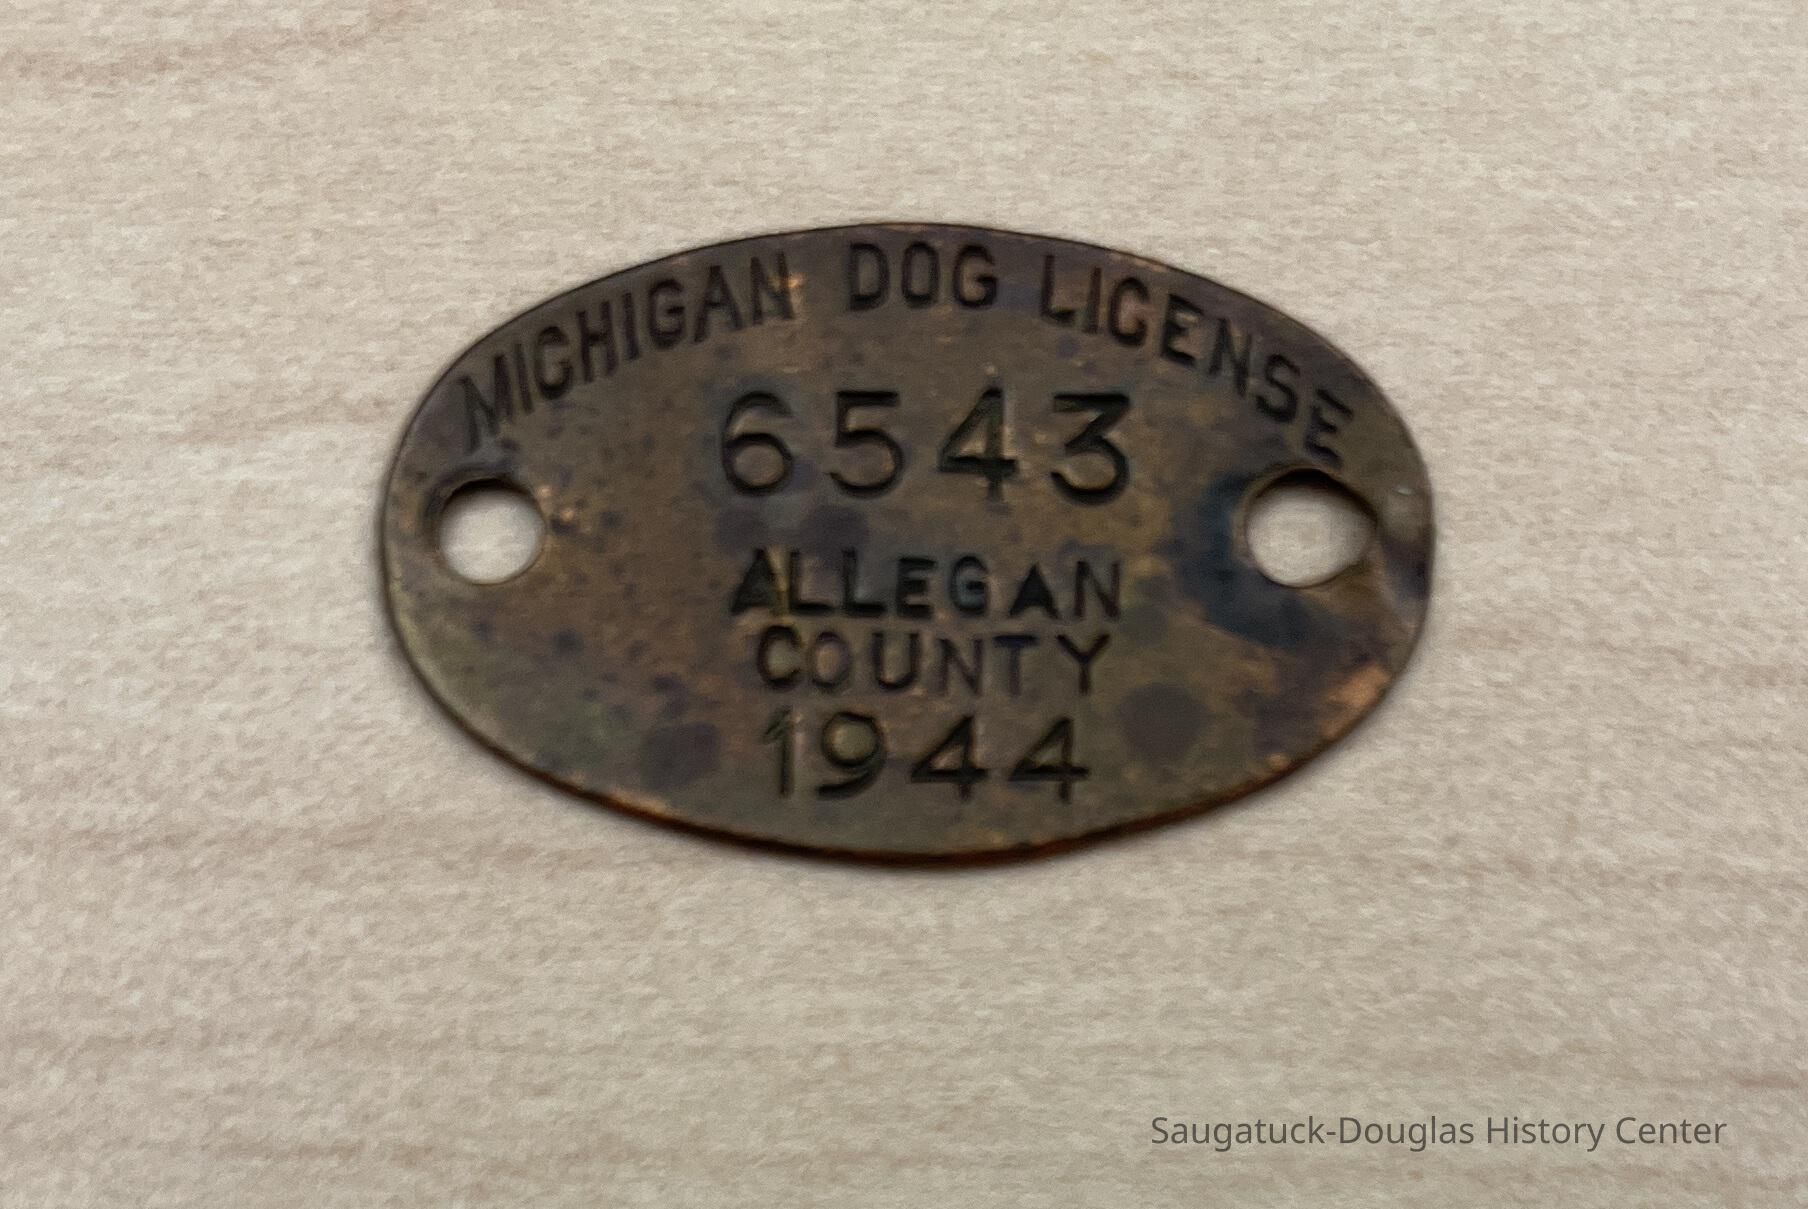 MICHIGAN DOG LICENSE
6543
ALLEGAN
COUNTY
1944
Saugatuck-Douglas History Center